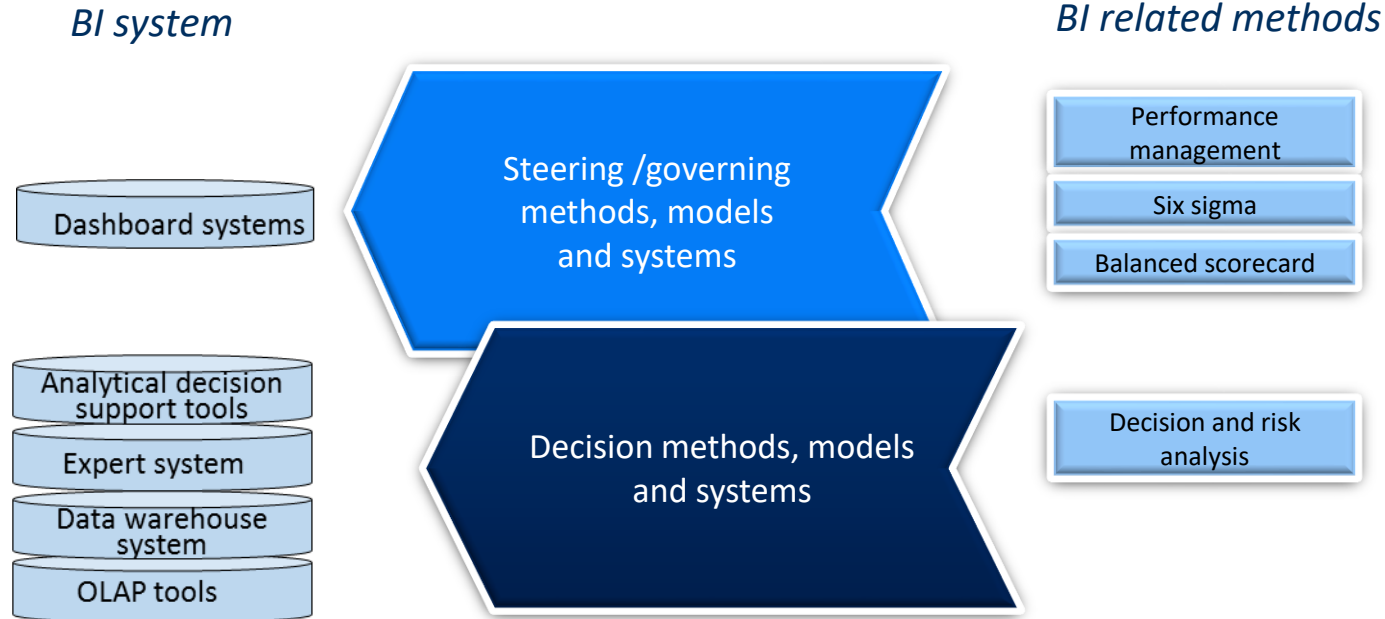 BI system
BI related methods
Steering /governing
methods, models
and systems
Dashboard systems
Performance
management
Six sigma
Balanced scorecard
Analytical decision
support tools
Expert system
Data warehouse
system
OLAP tools
Decision methods, models
and systems
Decision and risk
analysis